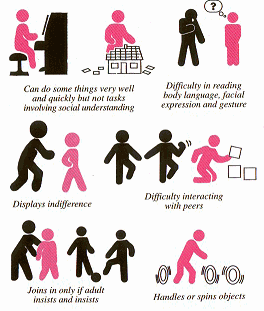 ?
Can do some things very well
and quickly but not tasks
involving social understanding
Difficulty in reading
body language, facial
expression and gesture
Displays indifference
Difficulty interacting
with peers
Joins in only if adult
insists and insists
Handles or spins objects